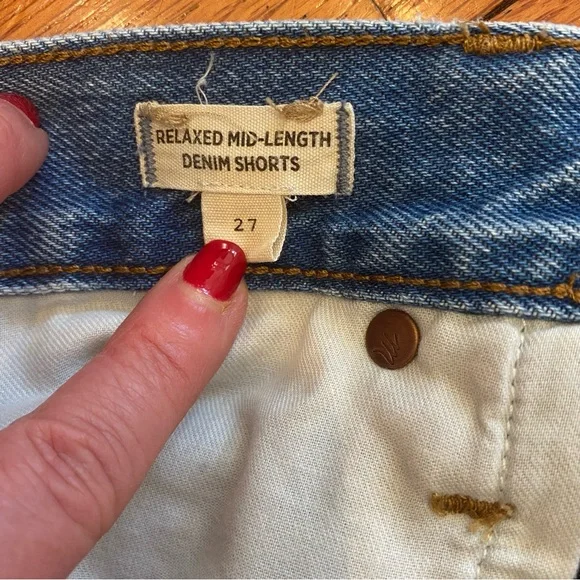 RELAXED MID-LENGTH
DENIM SHORTS
27